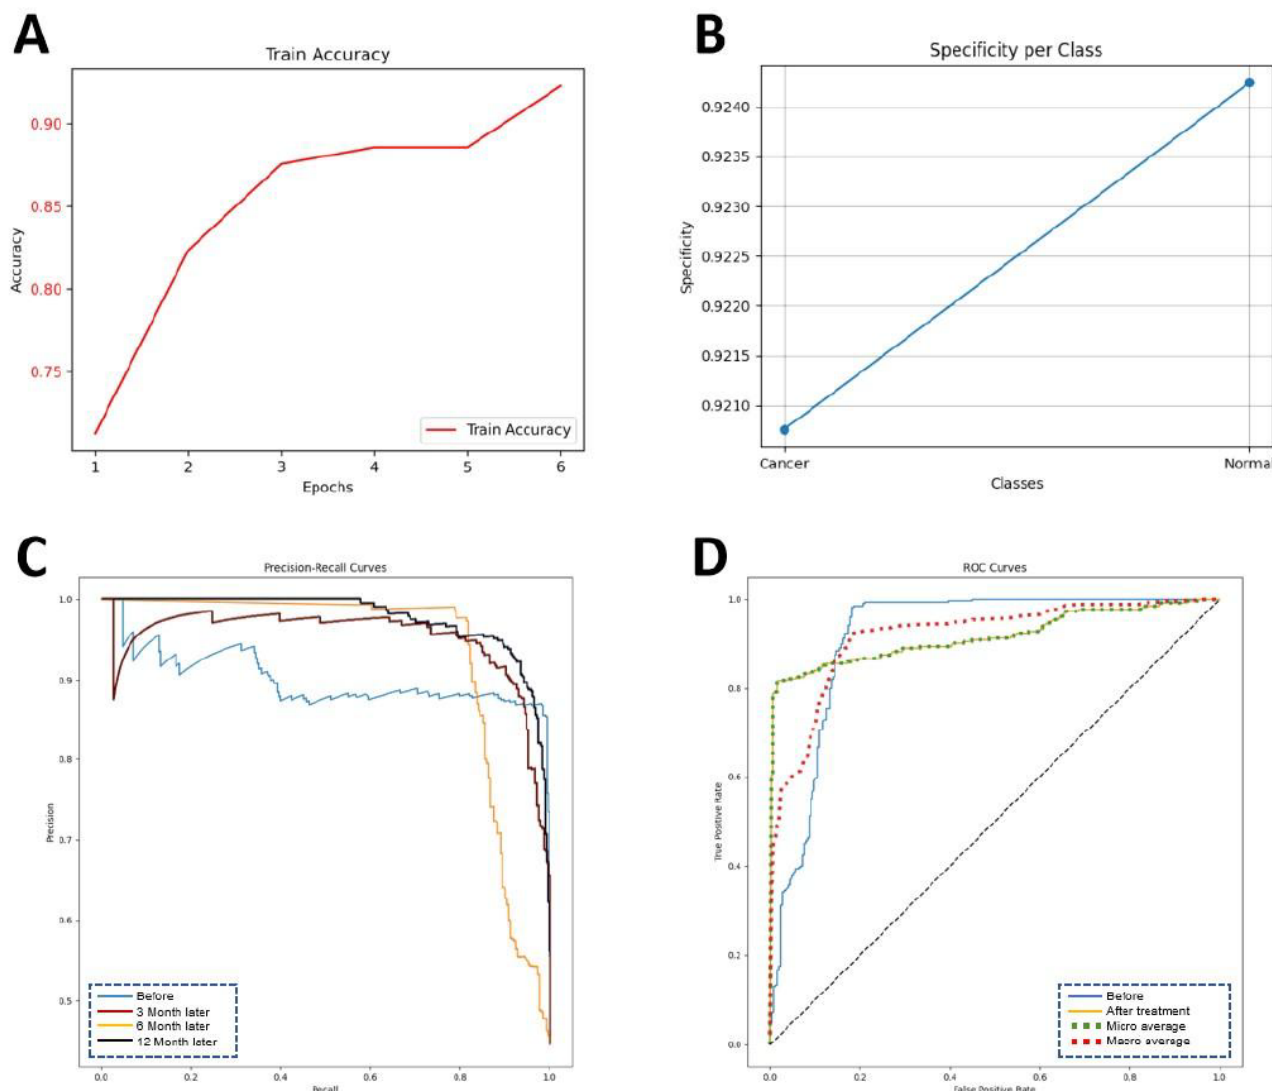 A
Train Accuracy
0.90
0.85
0.80
0.75
Accuracy
Train Accuracy
1 2 3 4 5 6
Epochs
B
Specificity per Class
0.9240
0.9235
0.9230
0.9225
0.9220
0.9215
0.9210
Specificity
Cancer Normal
Classes
C
Precision-Recall Curves
1.0
0.9
0.8
0.7
0.6
0.5
Precision
Before
3 Month later
6 Month later
12 Month later
0.0 0.2 0.4 0.6 0.8 1.0
Recall
D
ROC Curves
1.0
0.8
0.6
0.4
0.2
0.0
True Positive Rate
Before
After treatment
Micro average
Macro average
0.0 0.2 0.4 0.6 0.8 1.0
False Positive Rate